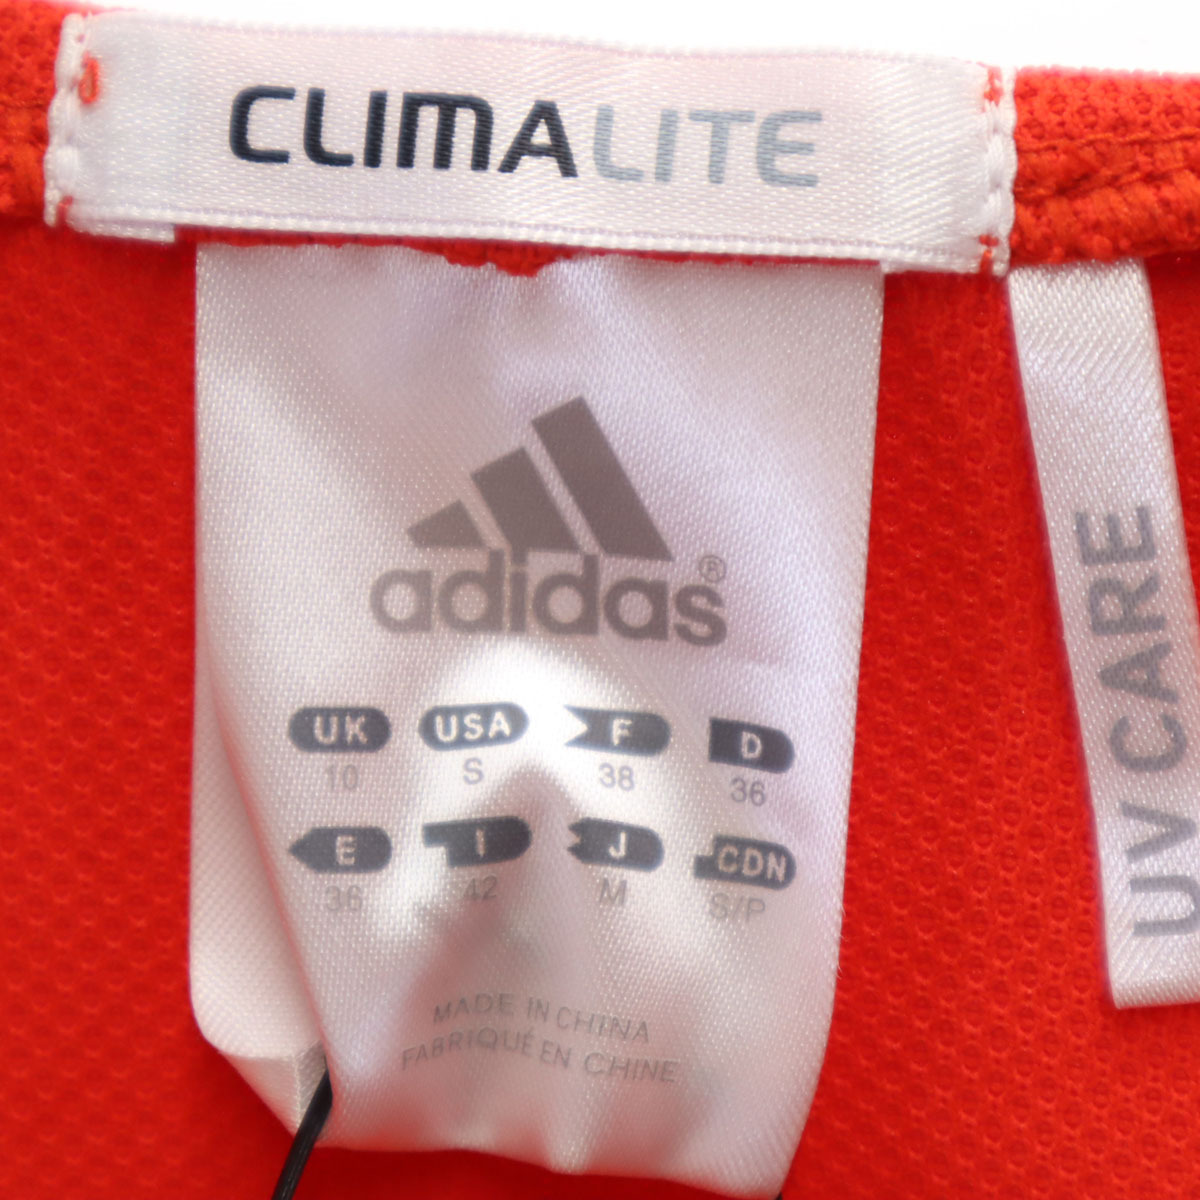 CLIMALITE
adidas®
UK USA F D
10 S 38 36
E I J CDN
36 42 M S/P
MADE IN CHINA
FABRIQUÉ EN CHINE
UV CARE